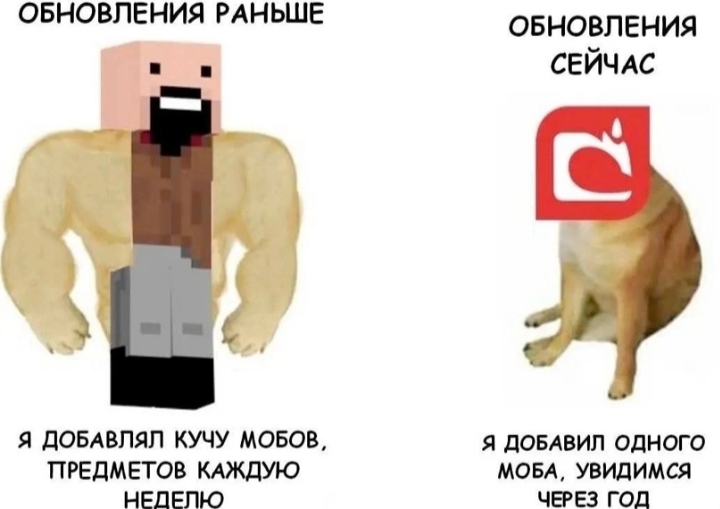 ОБНОВЛЕНИЯ РАНЬШЕ
Я ДОБАВЛЯЛ КУЧУ МОБОВ,
ПРЕДМЕТОВ КАЖДУЮ
НЕДЕЛЮ
ОБНОВЛЕНИЯ
СЕЙЧАС
Я ДОБАВИЛ ОДНОГО
МОБА, УВИДИМСЯ
ЧЕРЕЗ ГОД